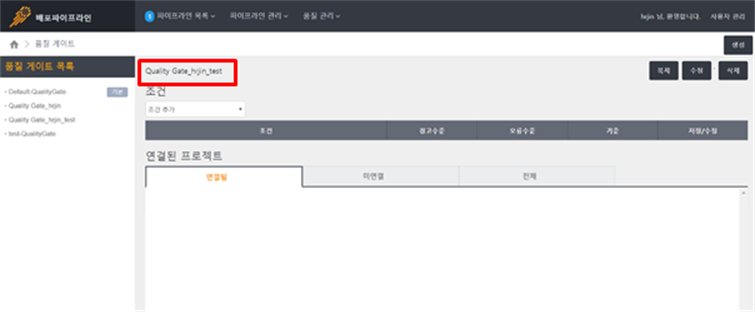 배포파이프라인
1 파이프라인 목록 파이프라인 관리 품질 관리
hrjin 님, 환영합니다. 사용자 관리
품질 게이트
생성
품질 게이트 목록
Default-QualityGate 기본
Quality Gate_hrjin
Quality Gate_hrjin_test
test-QualityGate
Quality Gate_hrjin_test
복제 수정 삭제
조건
조건 추가
조건 경고수준 오류수준 기준 저장/수정
연결된 프로젝트
연결됨 미연결 전체